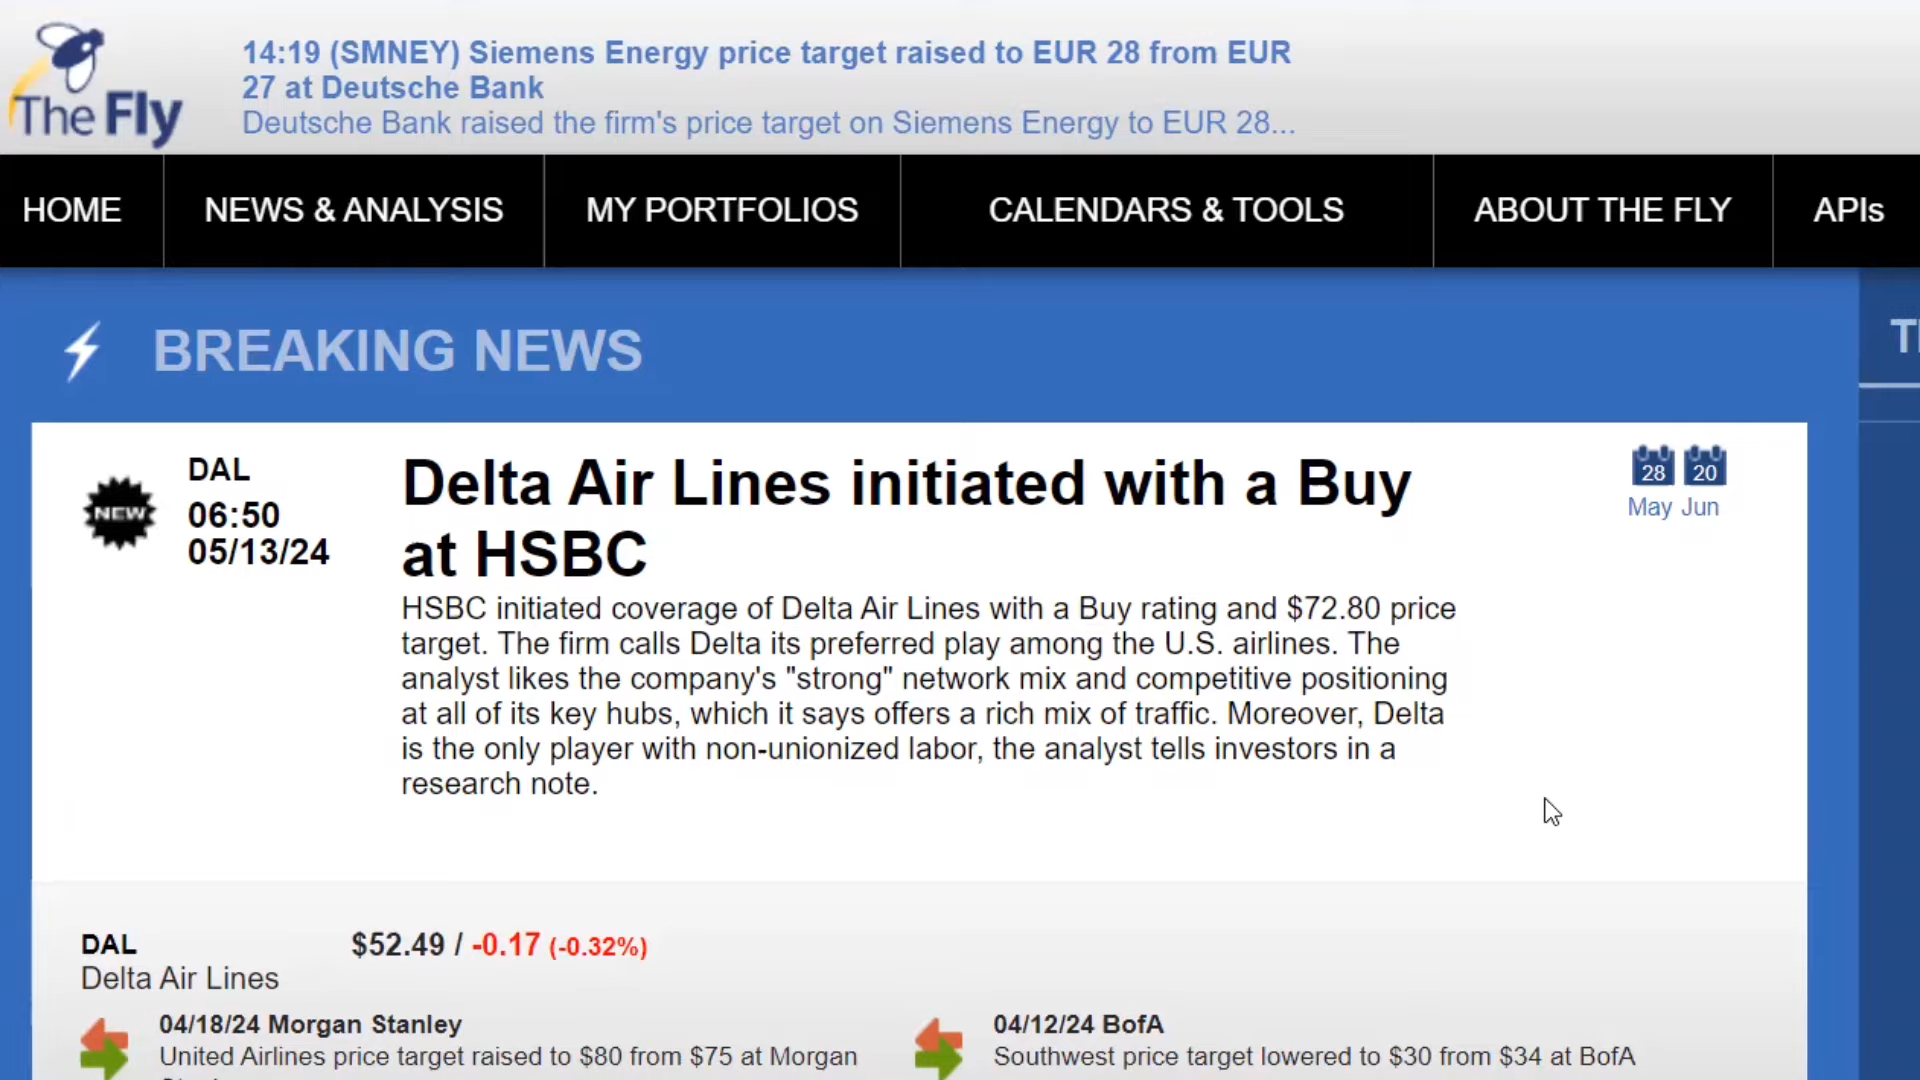 The Fly
14:19 (SMNEY) Siemens Energy price target raised to EUR 28 from EUR
27 at Deutsche Bank
Deutsche Bank raised the firm's price target on Siemens Energy to EUR 28...
HOME
NEWS & ANALYSIS
MY PORTFOLIOS
CALENDARS & TOOLS
ABOUT THE FLY
APIs
BREAKING NEWS
NEW
DAL
06:50
05/13/24
Delta Air Lines initiated with a Buy
at HSBC
HSBC initiated coverage of Delta Air Lines with a Buy rating and $72.80 price
target. The firm calls Delta its preferred play among the U.S. airlines. The
analyst likes the company's "strong" network mix and competitive positioning
at all of its key hubs, which it says offers a rich mix of traffic. Moreover, Delta
is the only player with non-unionized labor, the analyst tells investors in a
research note.
28 20
May Jun
DAL
$52.49 / -0.17 (-0.32%)
Delta Air Lines
04/18/24 Morgan Stanley
United Airlines price target raised to $80 from $75 at Morgan
04/12/24 BofA
Southwest price target lowered to $30 from $34 at BofA